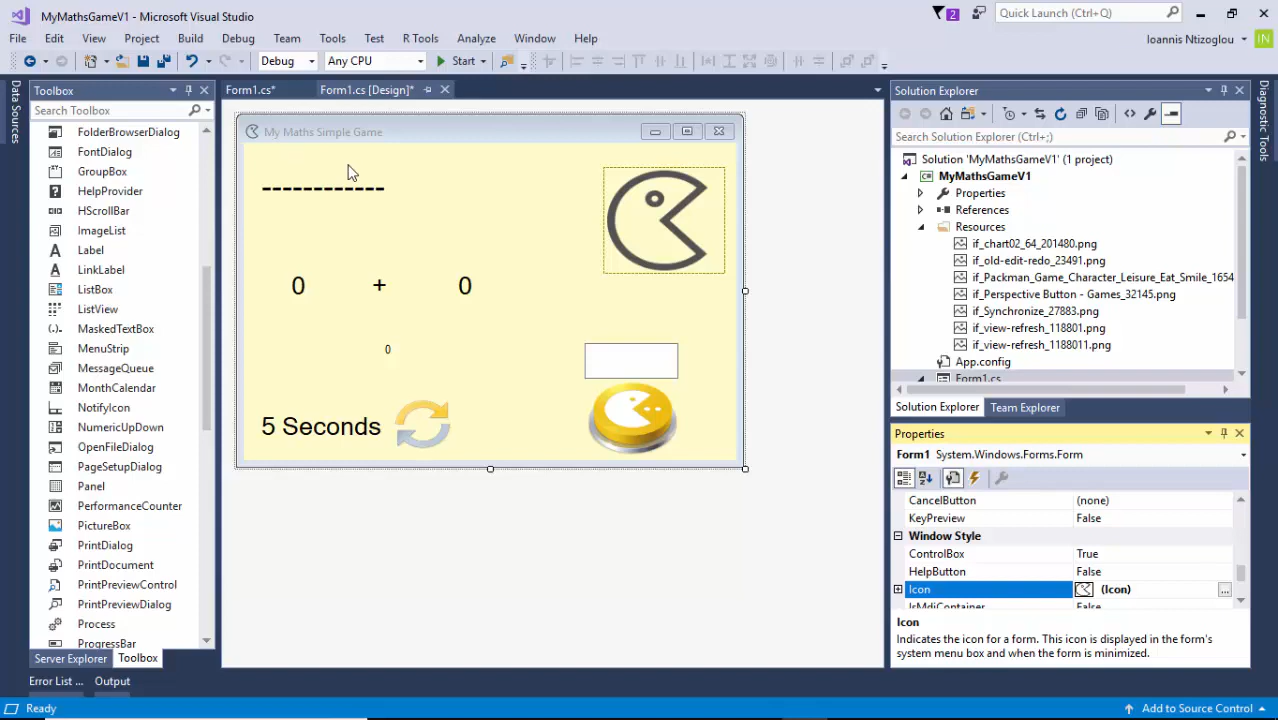 MyMathsGameV1 - Microsoft Visual Studio
2
Quick Launch (Ctrl+Q)
File Edit View Project Build Debug Team Tools Test R Tools Analyze Window Help
Ioannis Ntizoglou IN
Debug Any CPU Start
Data Sources
Toolbox
Search Toolbox
FolderBrowserDialog
FontDialog
GroupBox
HelpProvider
HScrollBar
ImageList
Label
LinkLabel
ListBox
ListView
MaskedTextBox
MenuStrip
MessageQueue
MonthCalendar
NotifyIcon
NumericUpDown
OpenFileDialog
PageSetupDialog
Panel
PerformanceCounter
PictureBox
PrintDialog
PrintDocument
PrintPreviewControl
PrintPreviewDialog
Process
ProgressBar
Server Explorer Toolbox
Form1.cs* Form1.cs [Design]*
My Maths Simple Game
------------
0 + 0
0
5 Seconds
Solution Explorer
Search Solution Explorer (Ctrl+;)
Solution 'MyMathsGameV1' (1 project)
MyMathsGameV1
Properties
References
Resources
if_chart02_64_201480.png
if_old-edit-redo_23491.png
if_Packman_Game_Character_Leisure_Eat_Smile_1654
if_Perspective Button - Games_32145.png
if_Synchronize_27883.png
if_view-refresh_118801.png
if_view-refresh_1188011.png
App.config
Form1.cs
Solution Explorer Team Explorer
Properties
Form1 System.Windows.Forms.Form
CancelButton (none)
KeyPreview False
Window Style
ControlBox True
HelpButton False
Icon (Icon) ...
IsMdiContainer False
Icon
Indicates the icon for a form. This icon is displayed in the form's
system menu box and when the form is minimized.
Diagnostic Tools
Error List ... Output
Ready
Add to Source Control